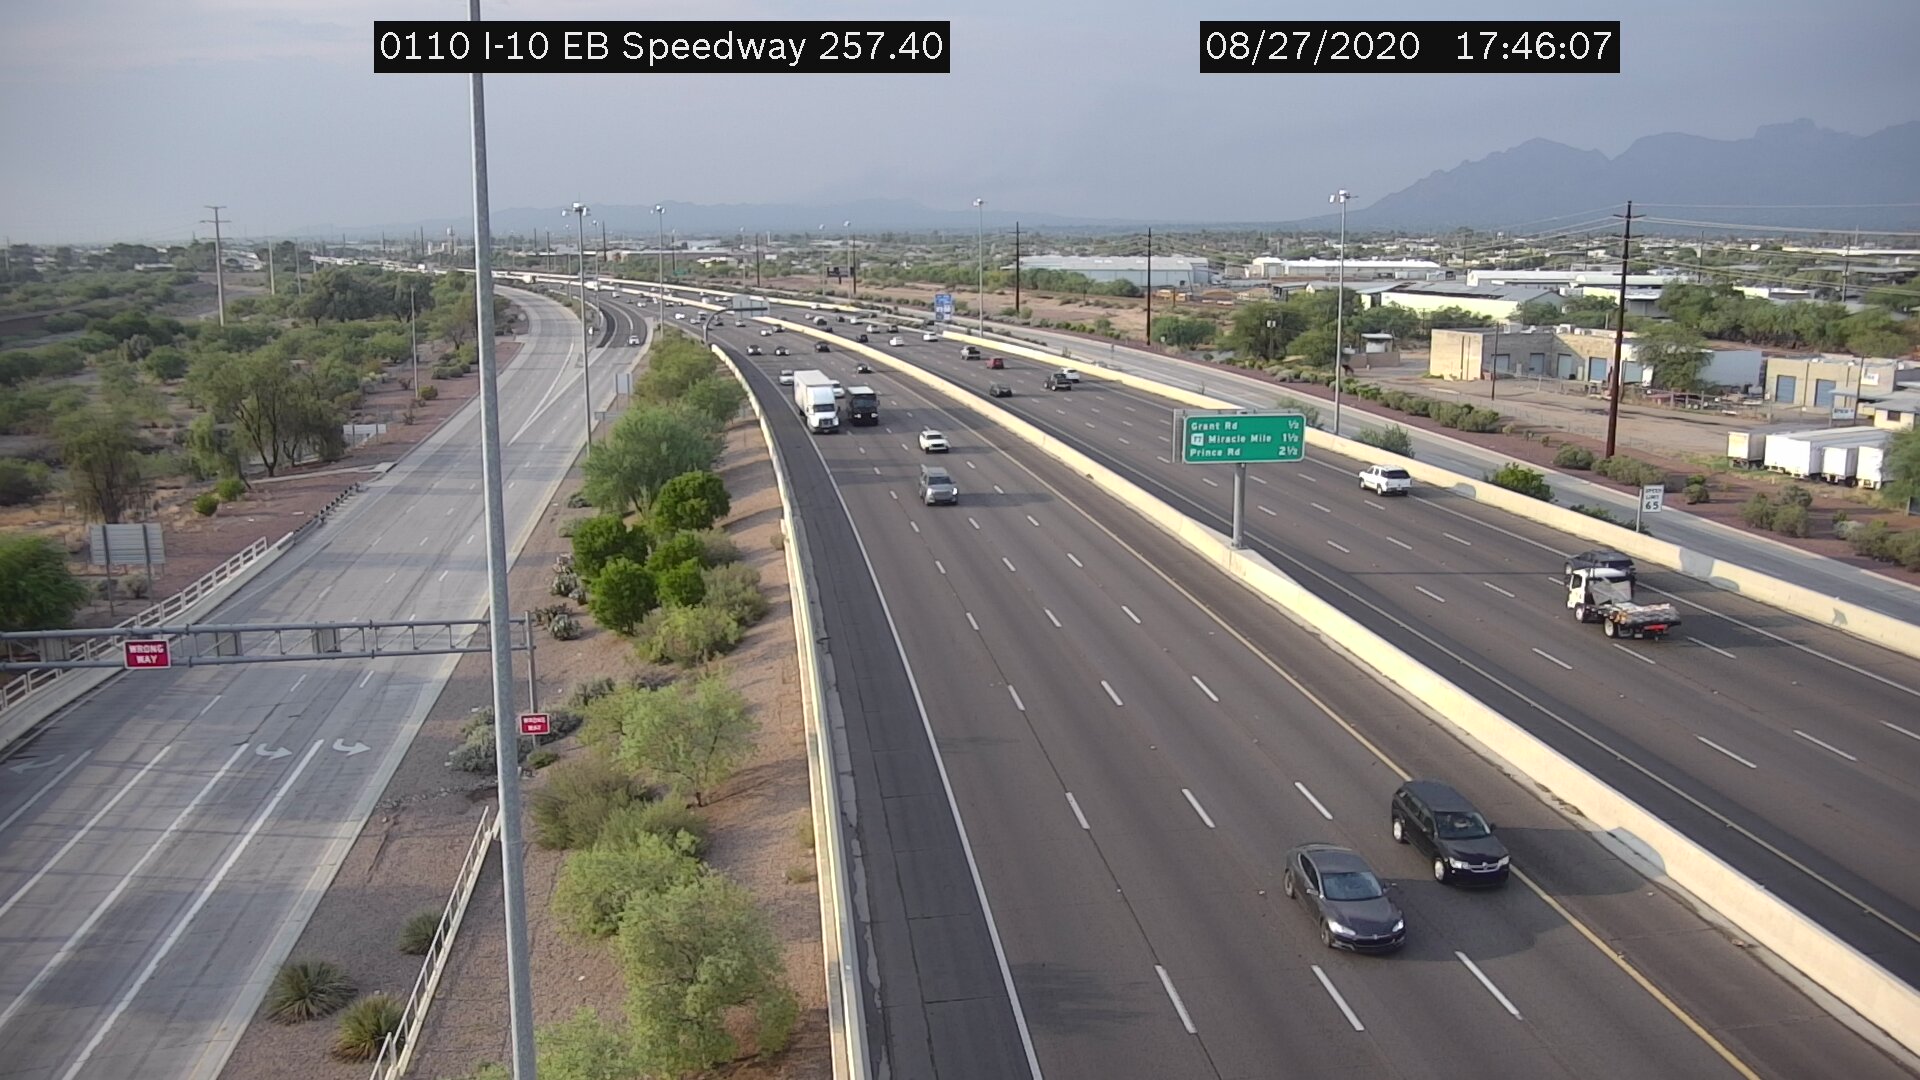 0110 I-10 EB Speedway 257.40
08/27/2020 17:46:07
Grant Rd ½
77 Miracle Mile 1½
Prince Rd 2½
SPEED
LIMIT
65
WRONG
WAY
WRONG
WAY